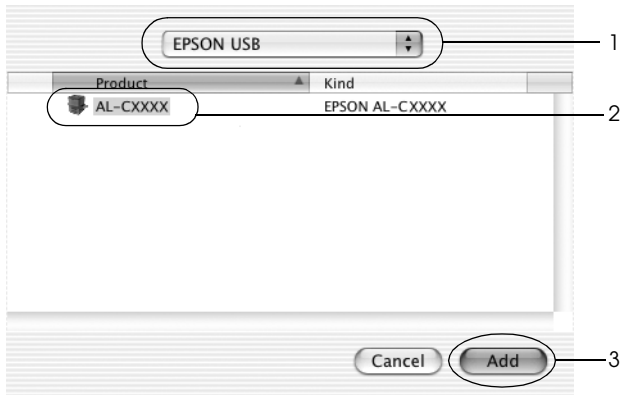 EPSON USB 1
Product Kind
AL-CXXXX EPSON AL-CXXXX 2
Cancel Add 3